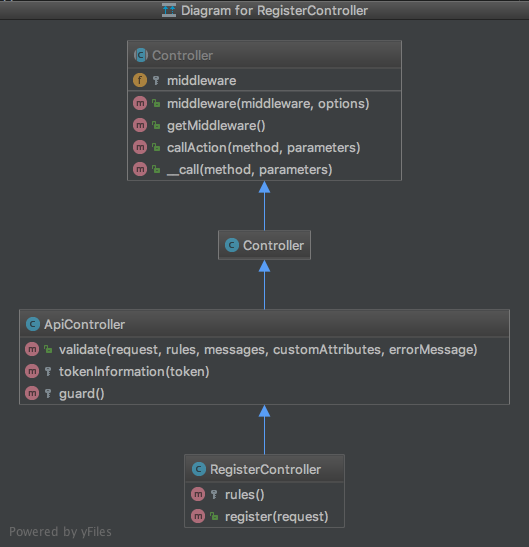 Diagram for RegisterController
Controller
f middleware
m middleware(middleware, options)
m getMiddleware()
m callAction(method, parameters)
m __call(method, parameters)
C Controller
C ApiController
m validate(request, rules, messages, customAttributes, errorMessage)
m tokenInformation(token)
m guard()
C RegisterController
m rules()
m register(request)
Powered by yFiles